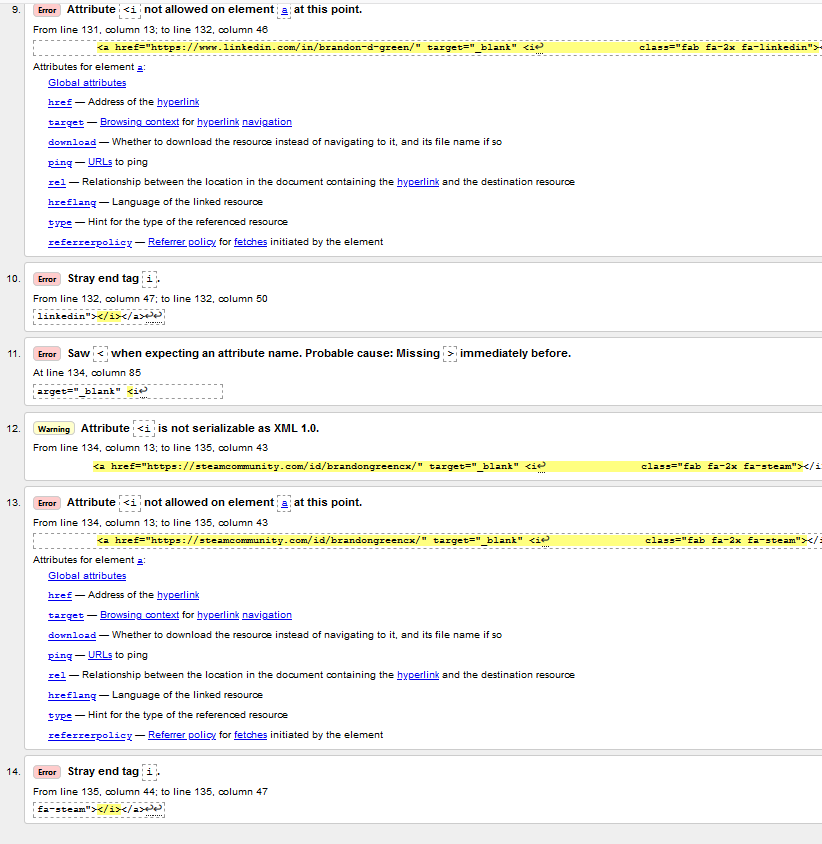 9. Error Attribute <i not allowed on element a at this point.
From line 131, column 13; to line 132, column 46
<a href="https://www.linkedin.com/in/brandon-d-green/" target="_blank" <i↩ class="fab fa-2x fa-linkedin"><
Attributes for element a:
Global attributes
href — Address of the hyperlink
target — Browsing context for hyperlink navigation
download — Whether to download the resource instead of navigating to it, and its file name if so
ping — URLs to ping
rel — Relationship between the location in the document containing the hyperlink and the destination resource
hreflang — Language of the linked resource
type — Hint for the type of the referenced resource
referrerpolicy — Referrer policy for fetches initiated by the element
10. Error Stray end tag i.
From line 132, column 47; to line 132, column 50
linkedin"></i></a>↩↩
11. Error Saw < when expecting an attribute name. Probable cause: Missing > immediately before.
At line 134, column 85
arget="_blank" <i↩
12. Warning Attribute <i is not serializable as XML 1.0.
From line 134, column 13; to line 135, column 43
<a href="https://steamcommunity.com/id/brandongreencx/" target="_blank" <i↩ class="fab fa-2x fa-steam"></i
13. Error Attribute <i not allowed on element a at this point.
From line 134, column 13; to line 135, column 43
<a href="https://steamcommunity.com/id/brandongreencx/" target="_blank" <i↩ class="fab fa-2x fa-steam"></
Attributes for element a:
Global attributes
href — Address of the hyperlink
target — Browsing context for hyperlink navigation
download — Whether to download the resource instead of navigating to it, and its file name if so
ping — URLs to ping
rel — Relationship between the location in the document containing the hyperlink and the destination resource
hreflang — Language of the linked resource
type — Hint for the type of the referenced resource
referrerpolicy — Referrer policy for fetches initiated by the element
14. Error Stray end tag i.
From line 135, column 44; to line 135, column 47
fa-steam"></i></a>↩↩